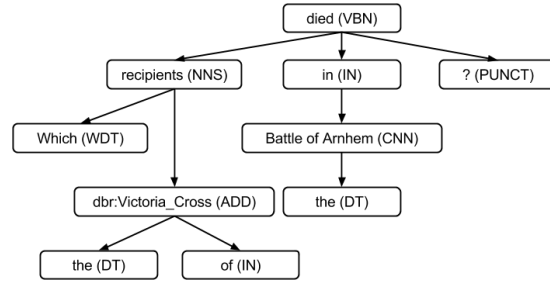 died (VBN)
recipients (NNS)
in (IN)
? (PUNCT)
Which (WDT)
Battle of Arnhem (CNN)
dbr:Victoria_Cross (ADD)
the (DT)
the (DT)
of (IN)